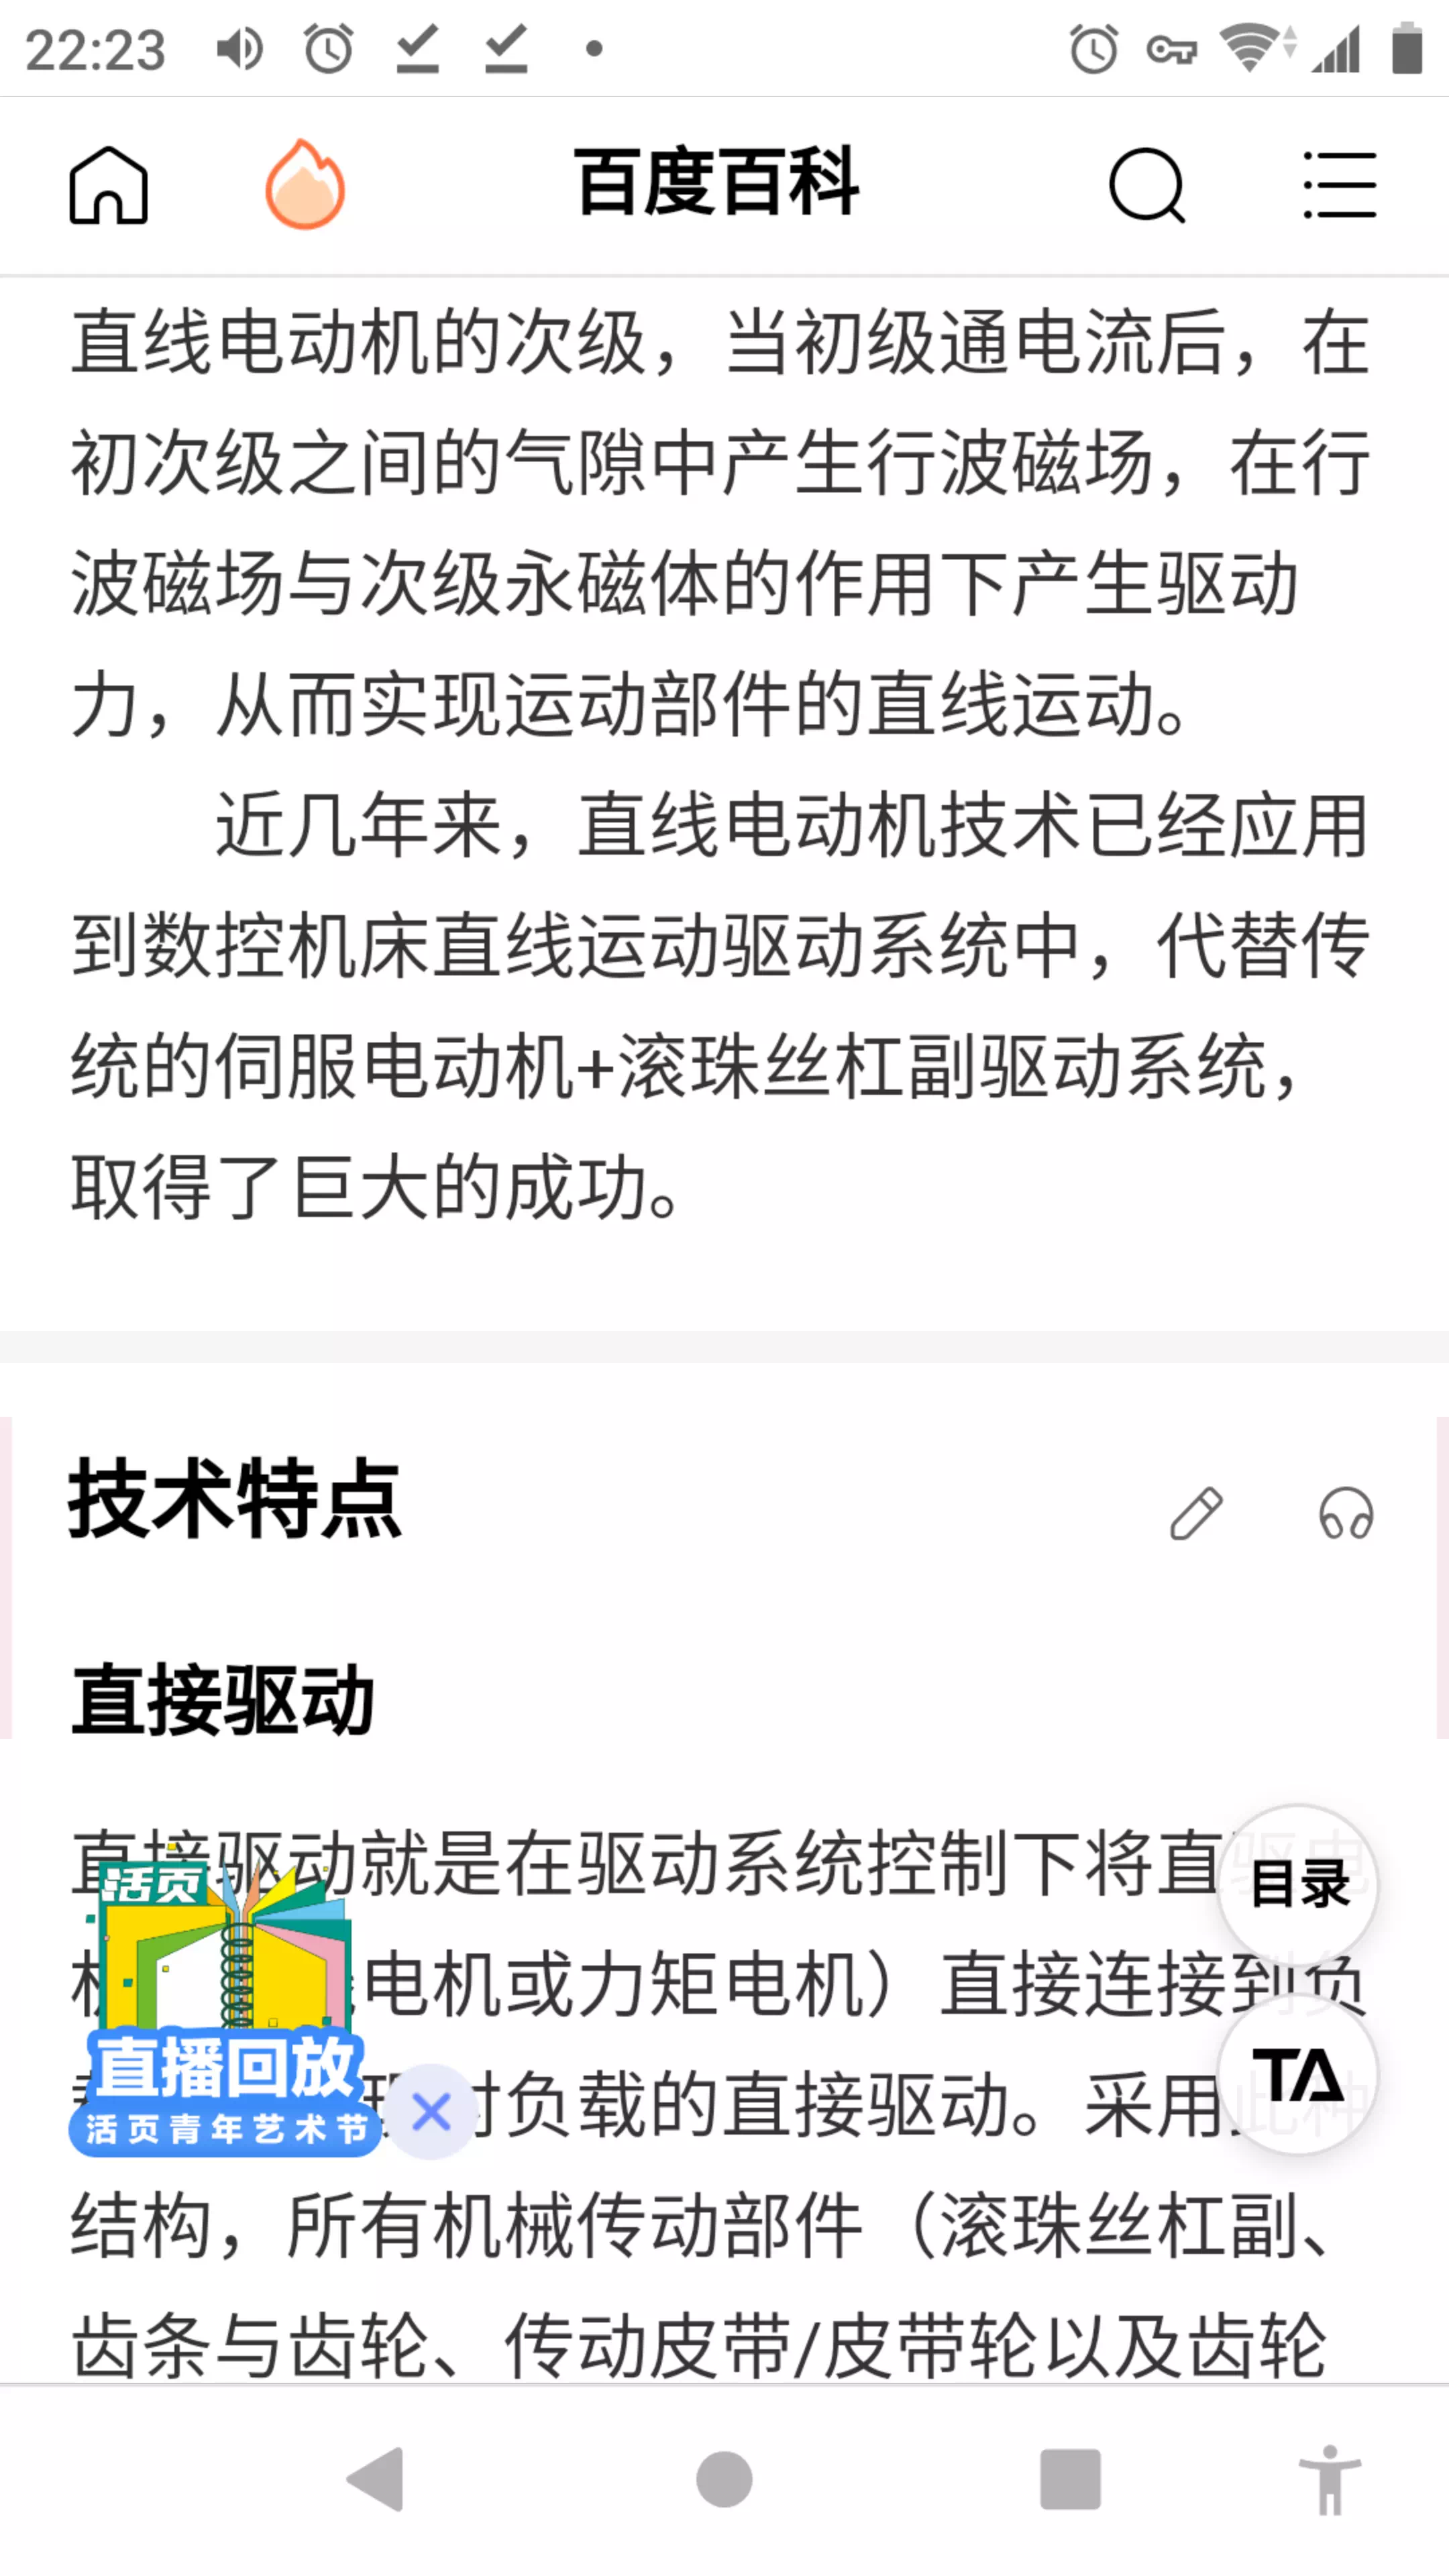 22:23
百度百科
直线电动机的次级，当初级通电流后，在
初次级之间的气隙中产生行波磁场，在行
波磁场与次级永磁体的作用下产生驱动
力，从而实现运动部件的直线运动。
近几年来，直线电动机技术已经应用
到数控机床直线运动驱动系统中，代替传
统的伺服电动机+滚珠丝杠副驱动系统，
取得了巨大的成功。
技术特点
直接驱动
直接驱动就是在驱动系统控制下将直驱电
目录
活页
电机或力矩电机）直接连接到负
直播回放
TA
对负载的直接驱动。采用此种
活页青年艺术节
结构，所有机械传动部件（滚珠丝杠副、
齿条与齿轮、传动皮带/皮带轮以及齿轮